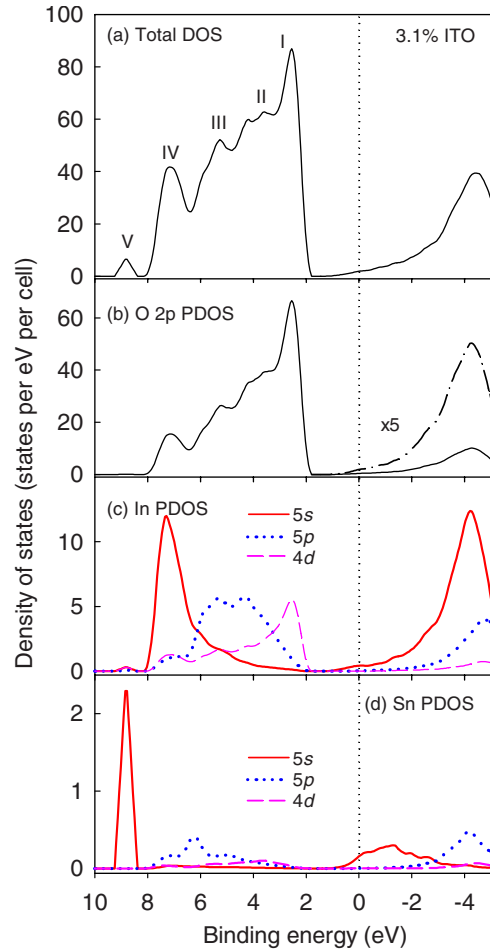 Density of states (states per eV per cell)
100
80
60
40
20
0
(a) Total DOS
3.1% ITO
I
II
III
IV
V
60
40
20
0
(b) O 2p PDOS
x5
10
5
0
(c) In PDOS
5s
5p
4d
2
1
0
(d) Sn PDOS
5s
5p
4d
10 8 6 4 2 0 -2 -4
Binding energy (eV)